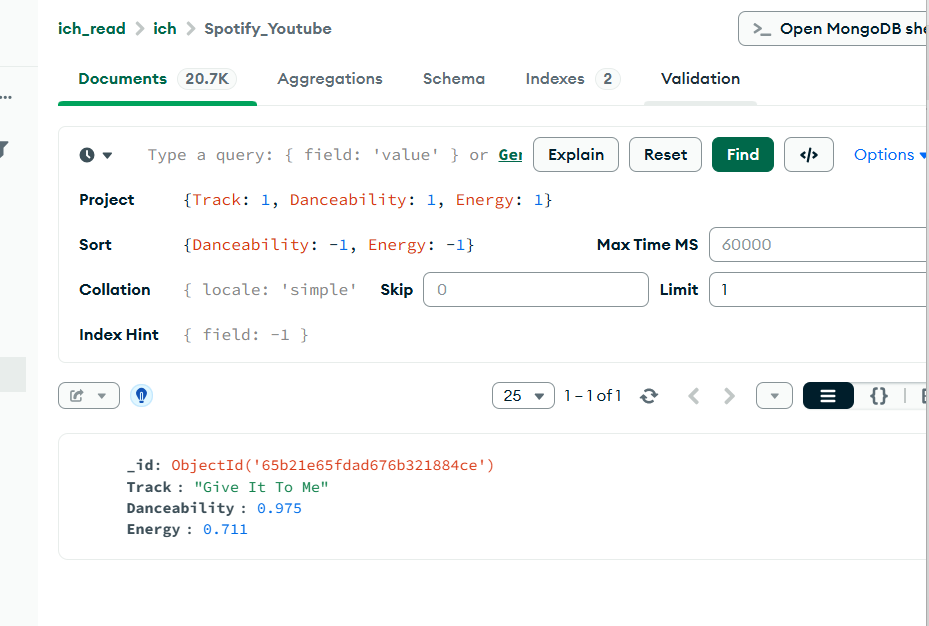 ich_read > ich > Spotify_Youtube
>_ Open MongoDB she
Documents 20.7K Aggregations Schema Indexes 2 Validation
Type a query: { field: 'value' } or Ger Explain Reset Find </> Options
Project {Track: 1, Danceability: 1, Energy: 1}
Sort {Danceability: -1, Energy: -1} Max Time MS 60000
Collation { locale: 'simple' Skip 0 Limit 1
Index Hint { field: -1 }
25 1 – 1 of 1 {}
_id: ObjectId('65b21e65fdad676b321884ce')
Track : "Give It To Me"
Danceability : 0.975
Energy : 0.711